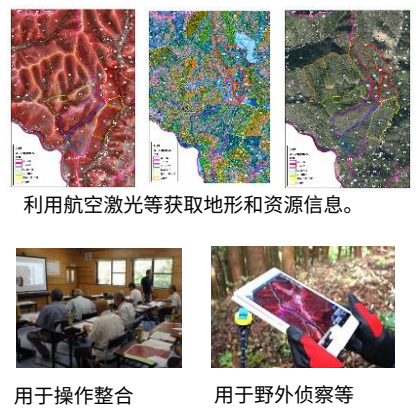 利用航空激光等获取地形和资源信息。
用于操作整合
用于野外侦察等